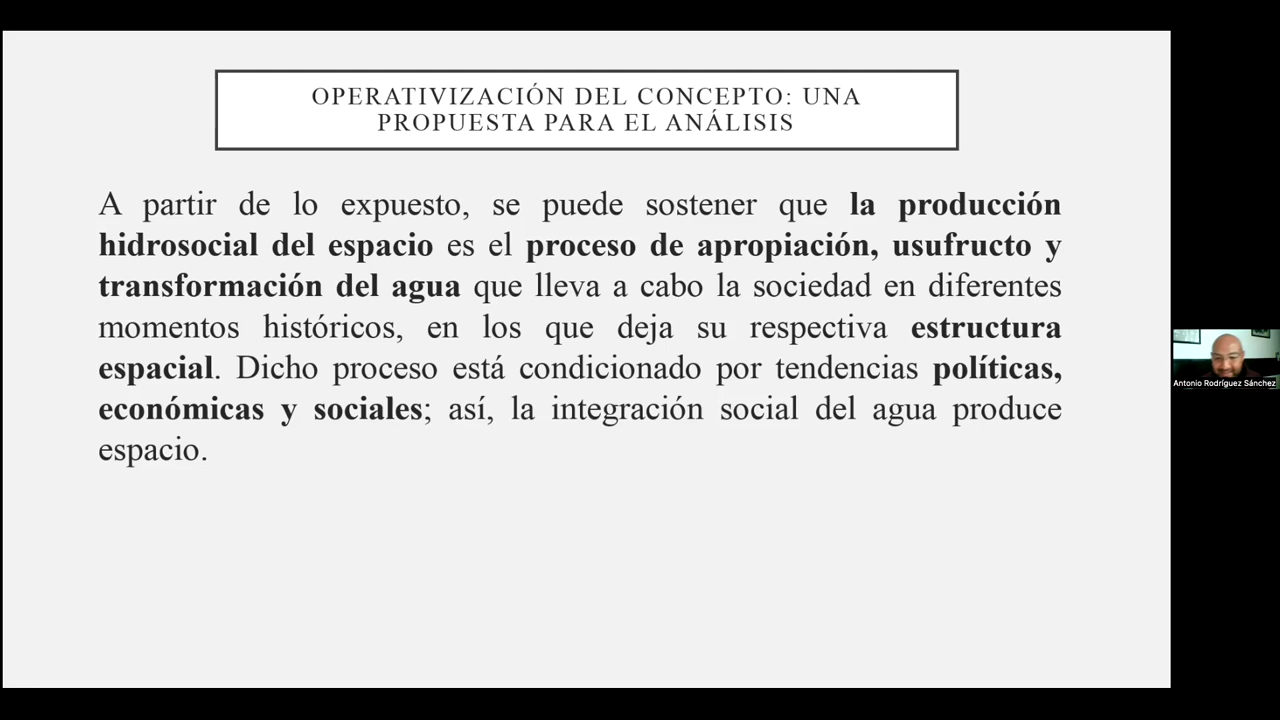 OPERATIVIZACIÓN DEL CONCEPTO: UNA
PROPUESTA PARA EL ANÁLISIS
A partir de lo expuesto, se puede sostener que la producción
hidrosocial del espacio es el proceso de apropiación, usufructo y
transformación del agua que lleva a cabo la sociedad en diferentes
momentos históricos, en los que deja su respectiva estructura
espacial. Dicho proceso está condicionado por tendencias políticas,
económicas y sociales; así, la integración social del agua produce
espacio.
Antonio Rodríguez Sánchez